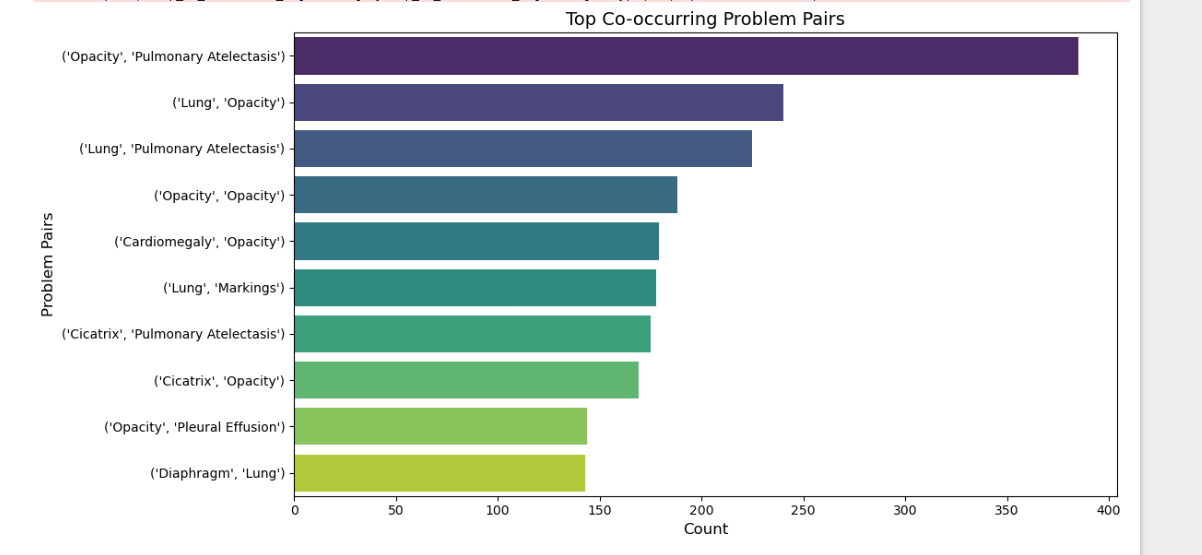 Top Co-occurring Problem Pairs
('Opacity', 'Pulmonary Atelectasis')
('Lung', 'Opacity')
('Lung', 'Pulmonary Atelectasis')
('Opacity', 'Opacity')
('Cardiomegaly', 'Opacity')
('Lung', 'Markings')
('Cicatrix', 'Pulmonary Atelectasis')
('Cicatrix', 'Opacity')
('Opacity', 'Pleural Effusion')
('Diaphragm', 'Lung')
Problem Pairs
0 50 100 150 200 250 300 350 400
Count